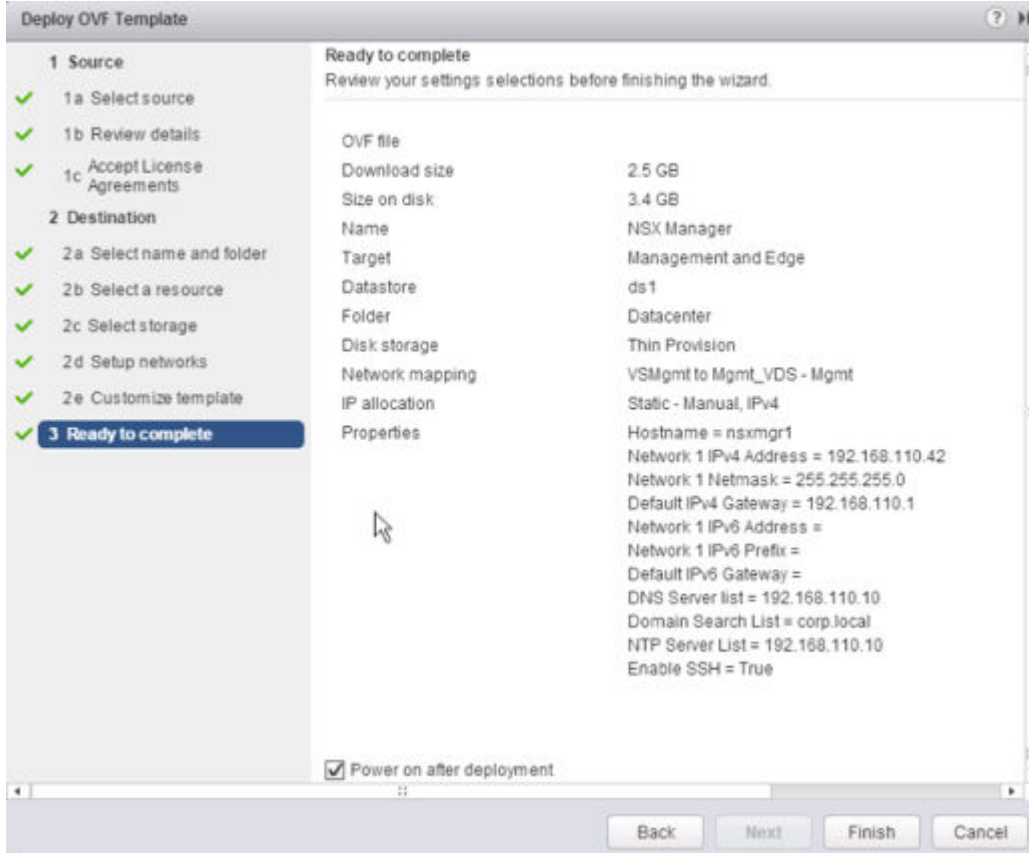 Deploy OVF Template
1 Source
1a Select source
1b Review details
1c Accept License
Agreements
2 Destination
2a Select name and folder
2b Select a resource
2c Select storage
2d Setup networks
2e Customize template
3 Ready to complete
Ready to complete
Review your settings selections before finishing the wizard.
OVF file
Download size 2.5 GB
Size on disk 3.4 GB
Name NSX Manager
Target Management and Edge
Datastore ds1
Folder Datacenter
Disk storage Thin Provision
Network mapping VSMgmt to Mgmt_VDS - Mgmt
IP allocation Static - Manual, IPv4
Properties Hostname = nsxmgr1
Network 1 IPv4 Address = 192.168.110.42
Network 1 Netmask = 255.255.255.0
Default IPv4 Gateway = 192.168.110.1
Network 1 IPv6 Address =
Network 1 IPv6 Prefix =
Default IPv6 Gateway =
DNS Server list = 192.168.110.10
Domain Search List = corp.local
NTP Server List = 192.168.110.10
Enable SSH = True
Power on after deployment
Back Next Finish Cancel